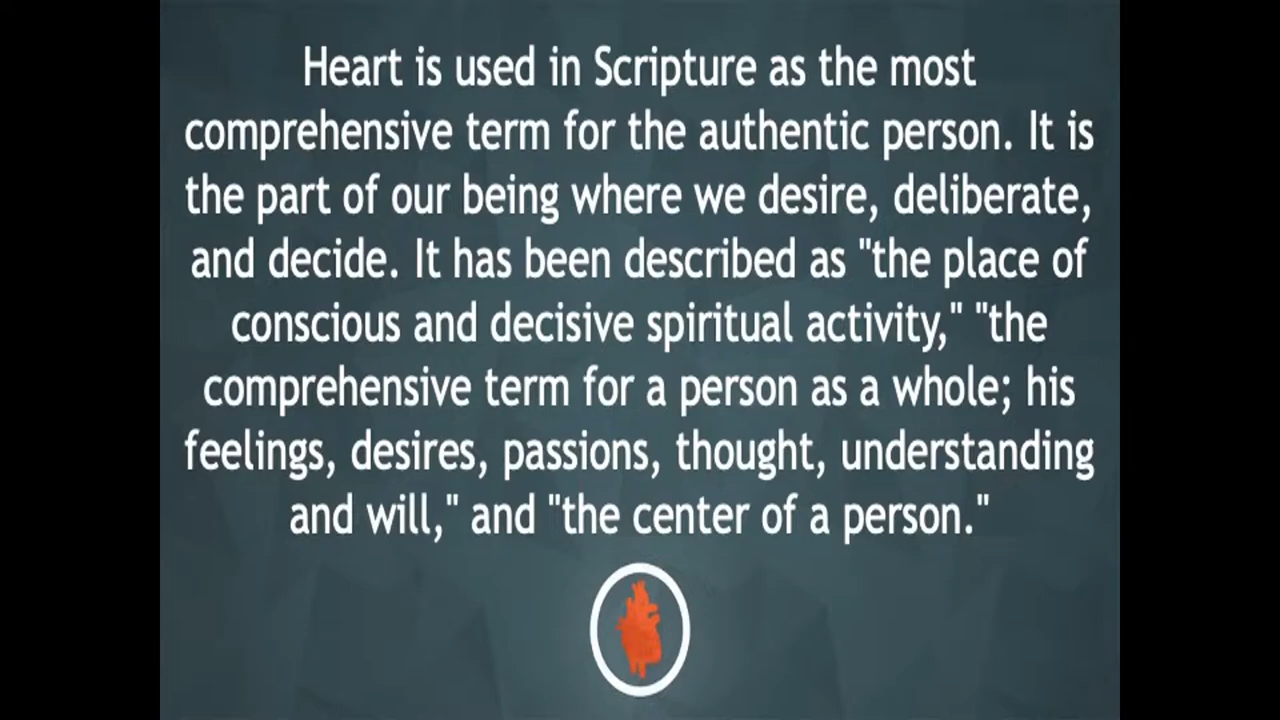 Heart is used in Scripture as the most
comprehensive term for the authentic person. It is
the part of our being where we desire, deliberate,
and decide. It has been described as "the place of
conscious and decisive spiritual activity," "the
comprehensive term for a person as a whole; his
feelings, desires, passions, thought, understanding
and will," and "the center of a person."